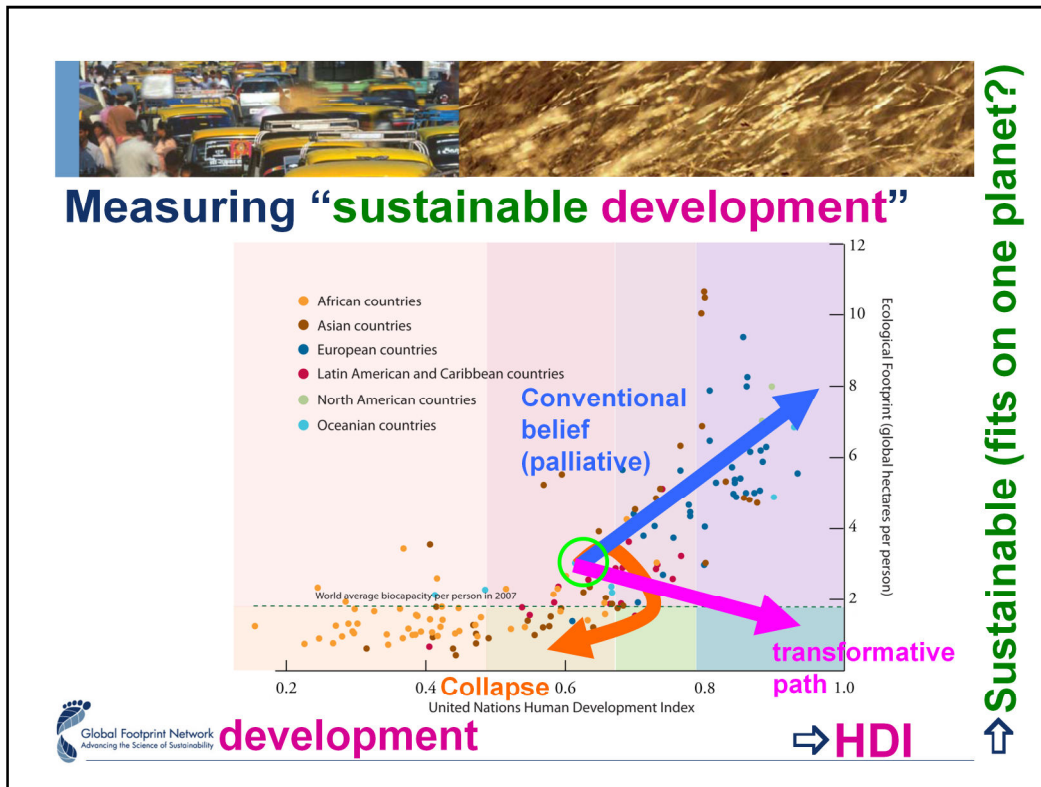 Measuring “sustainable development”
African countries
Asian countries
European countries
Latin American and Caribbean countries
North American countries
Oceanian countries
Conventional
belief
(palliative)
World average biocapacity per person in 2007
12
10
8
6
4
2
Ecological Footprint (global hectares per person)
transformative
path
Collapse
0.2
0.4
0.6
0.8
1.0
United Nations Human Development Index
Global Footprint Network
Advancing the Science of Sustainability
development
⇨HDI
⇨Sustainable (fits on one planet?)